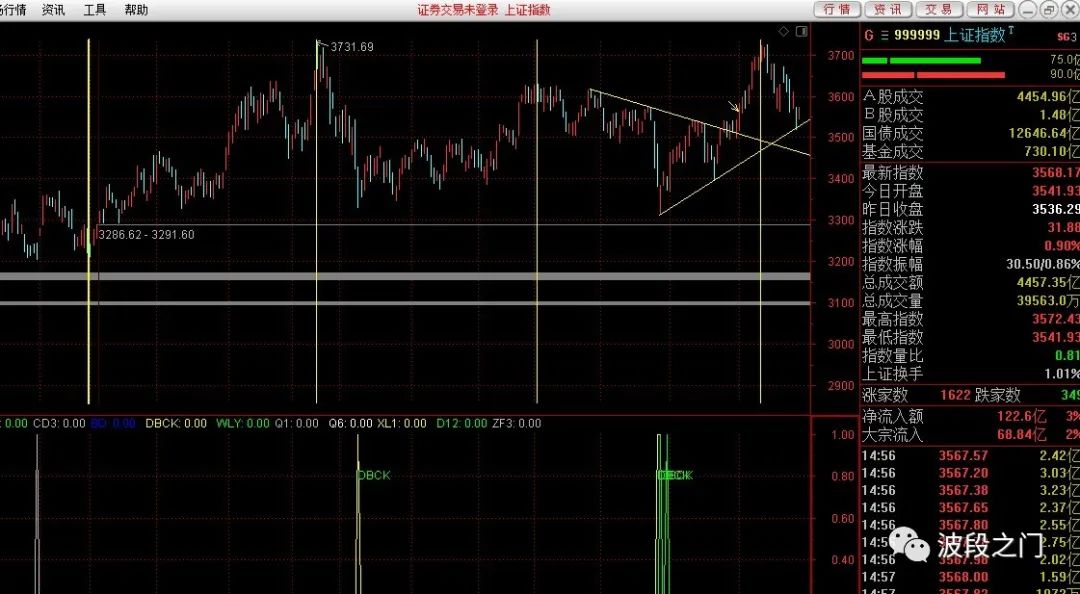 行情 资讯 工具 帮助 证券交易未登录 上证指数 行情 资讯 交易 网站
3731.69
3286.62 - 3291.60
3700
3600
3500
3400
3300
3200
3100
3000
2900
: 0.00 CD3: 0.00 BD: 0.00 DBCK: 0.00 WLY: 0.00 Q1: 0.00 Q6: 0.00 XL1: 0.00 D12: 0.00 ZF3: 0.00
DBCK
DBCK
1.00
0.80
0.60
0.40
G 999999 上证指数 T SG3
75.0亿
90.0亿
A股成交 4454.96亿
B股成交 1.48亿
国债成交 12646.64亿
基金成交 730.10亿
最新指数 3568.17
今日开盘 3541.93
昨日收盘 3536.29
指数涨跌 31.88
指数涨幅 0.90%
指数振幅 30.50/0.86%
总成交额 4457.35亿
总成交量 39563.0万
最高指数 3572.43
最低指数 3541.93
指数量比 0.81
上证换手 1.01%
涨家数 1622 跌家数 349
净流入额 122.6亿 3%
大宗流入 68.84亿 2%
14:56 3567.57 2.42亿
14:56 3567.20 3.03亿
14:56 3567.38 3.23亿
14:56 3567.65 2.37亿
14:56 3567.80 2.55亿
2.75亿
2.02亿
14:57 3568.00 1.59亿
波段之门